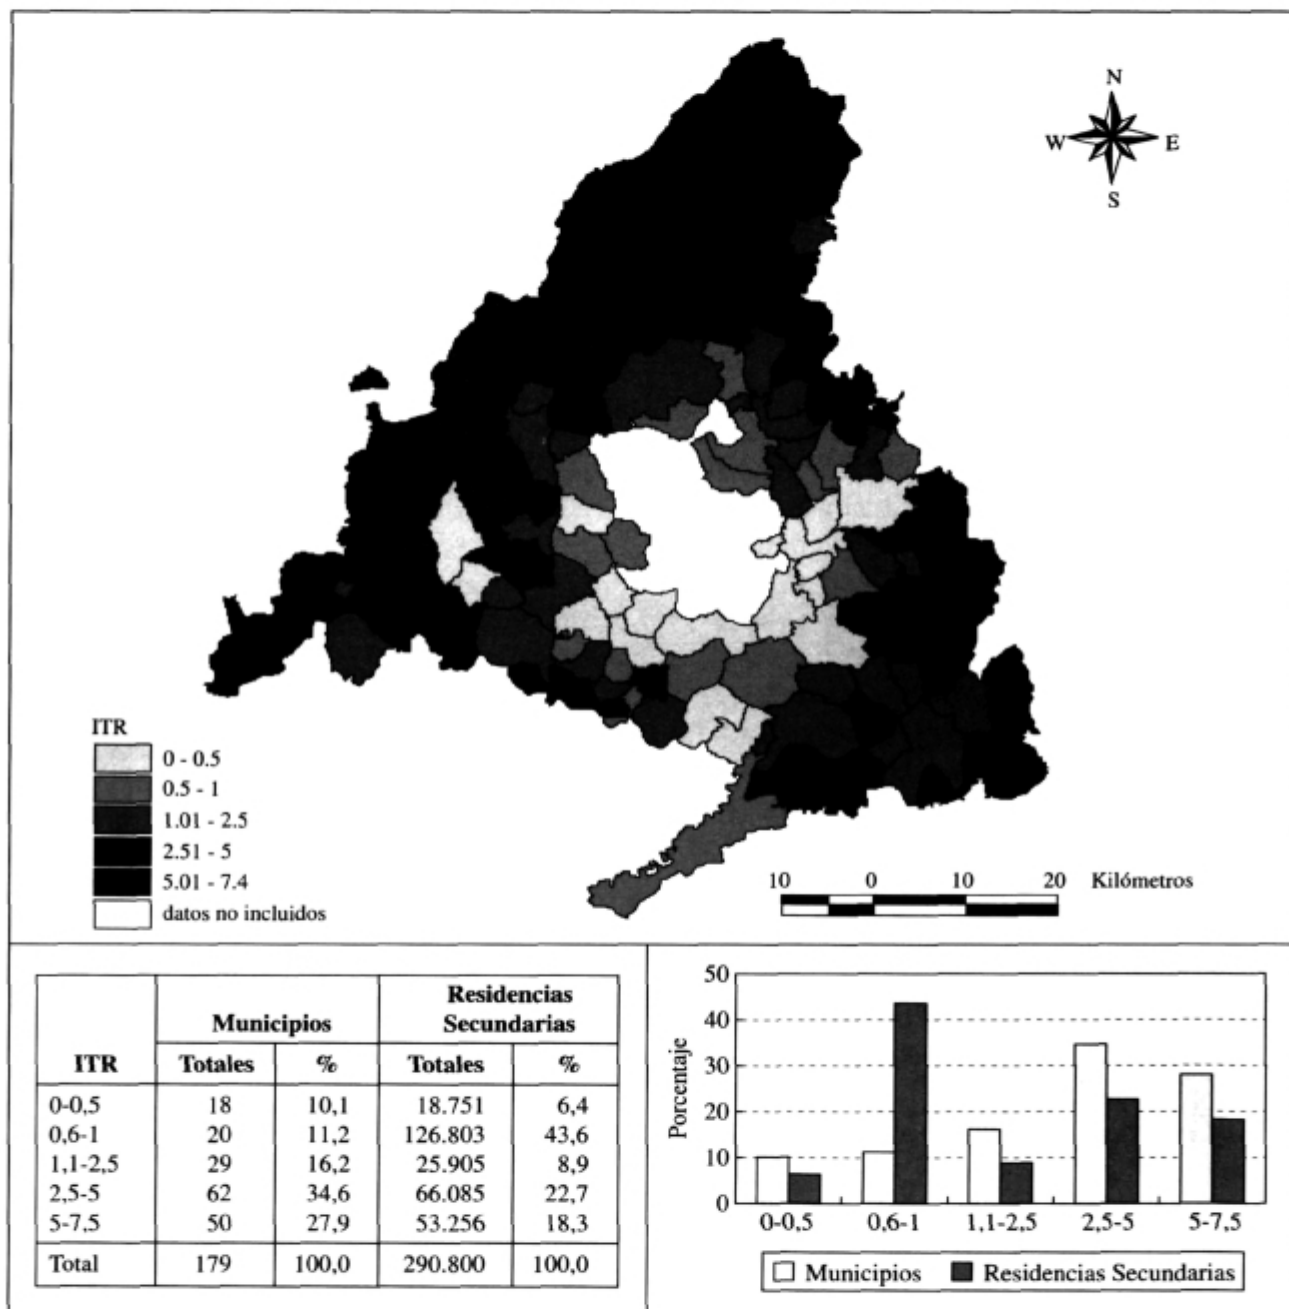 N
W E
S
ITR
0 - 0.5
0.5 - 1
1.01 - 2.5
2.51 - 5
5.01 - 7.4
datos no incluidos
10 0 10 20 Kilómetros
ITR Municipios Residencias Secundarias
Totales % Totales %
0-0,5 18 10,1 18.751 6,4
0,6-1 20 11,2 126.803 43,6
1,1-2,5 29 16,2 25.905 8,9
2,5-5 62 34,6 66.085 22,7
5-7,5 50 27,9 53.256 18,3
Total 179 100,0 290.800 100,0
Porcentaje
50
40
30
20
10
0
0-0,5 0,6-1 1,1-2,5 2,5-5 5-7,5
Municipios Residencias Secundarias